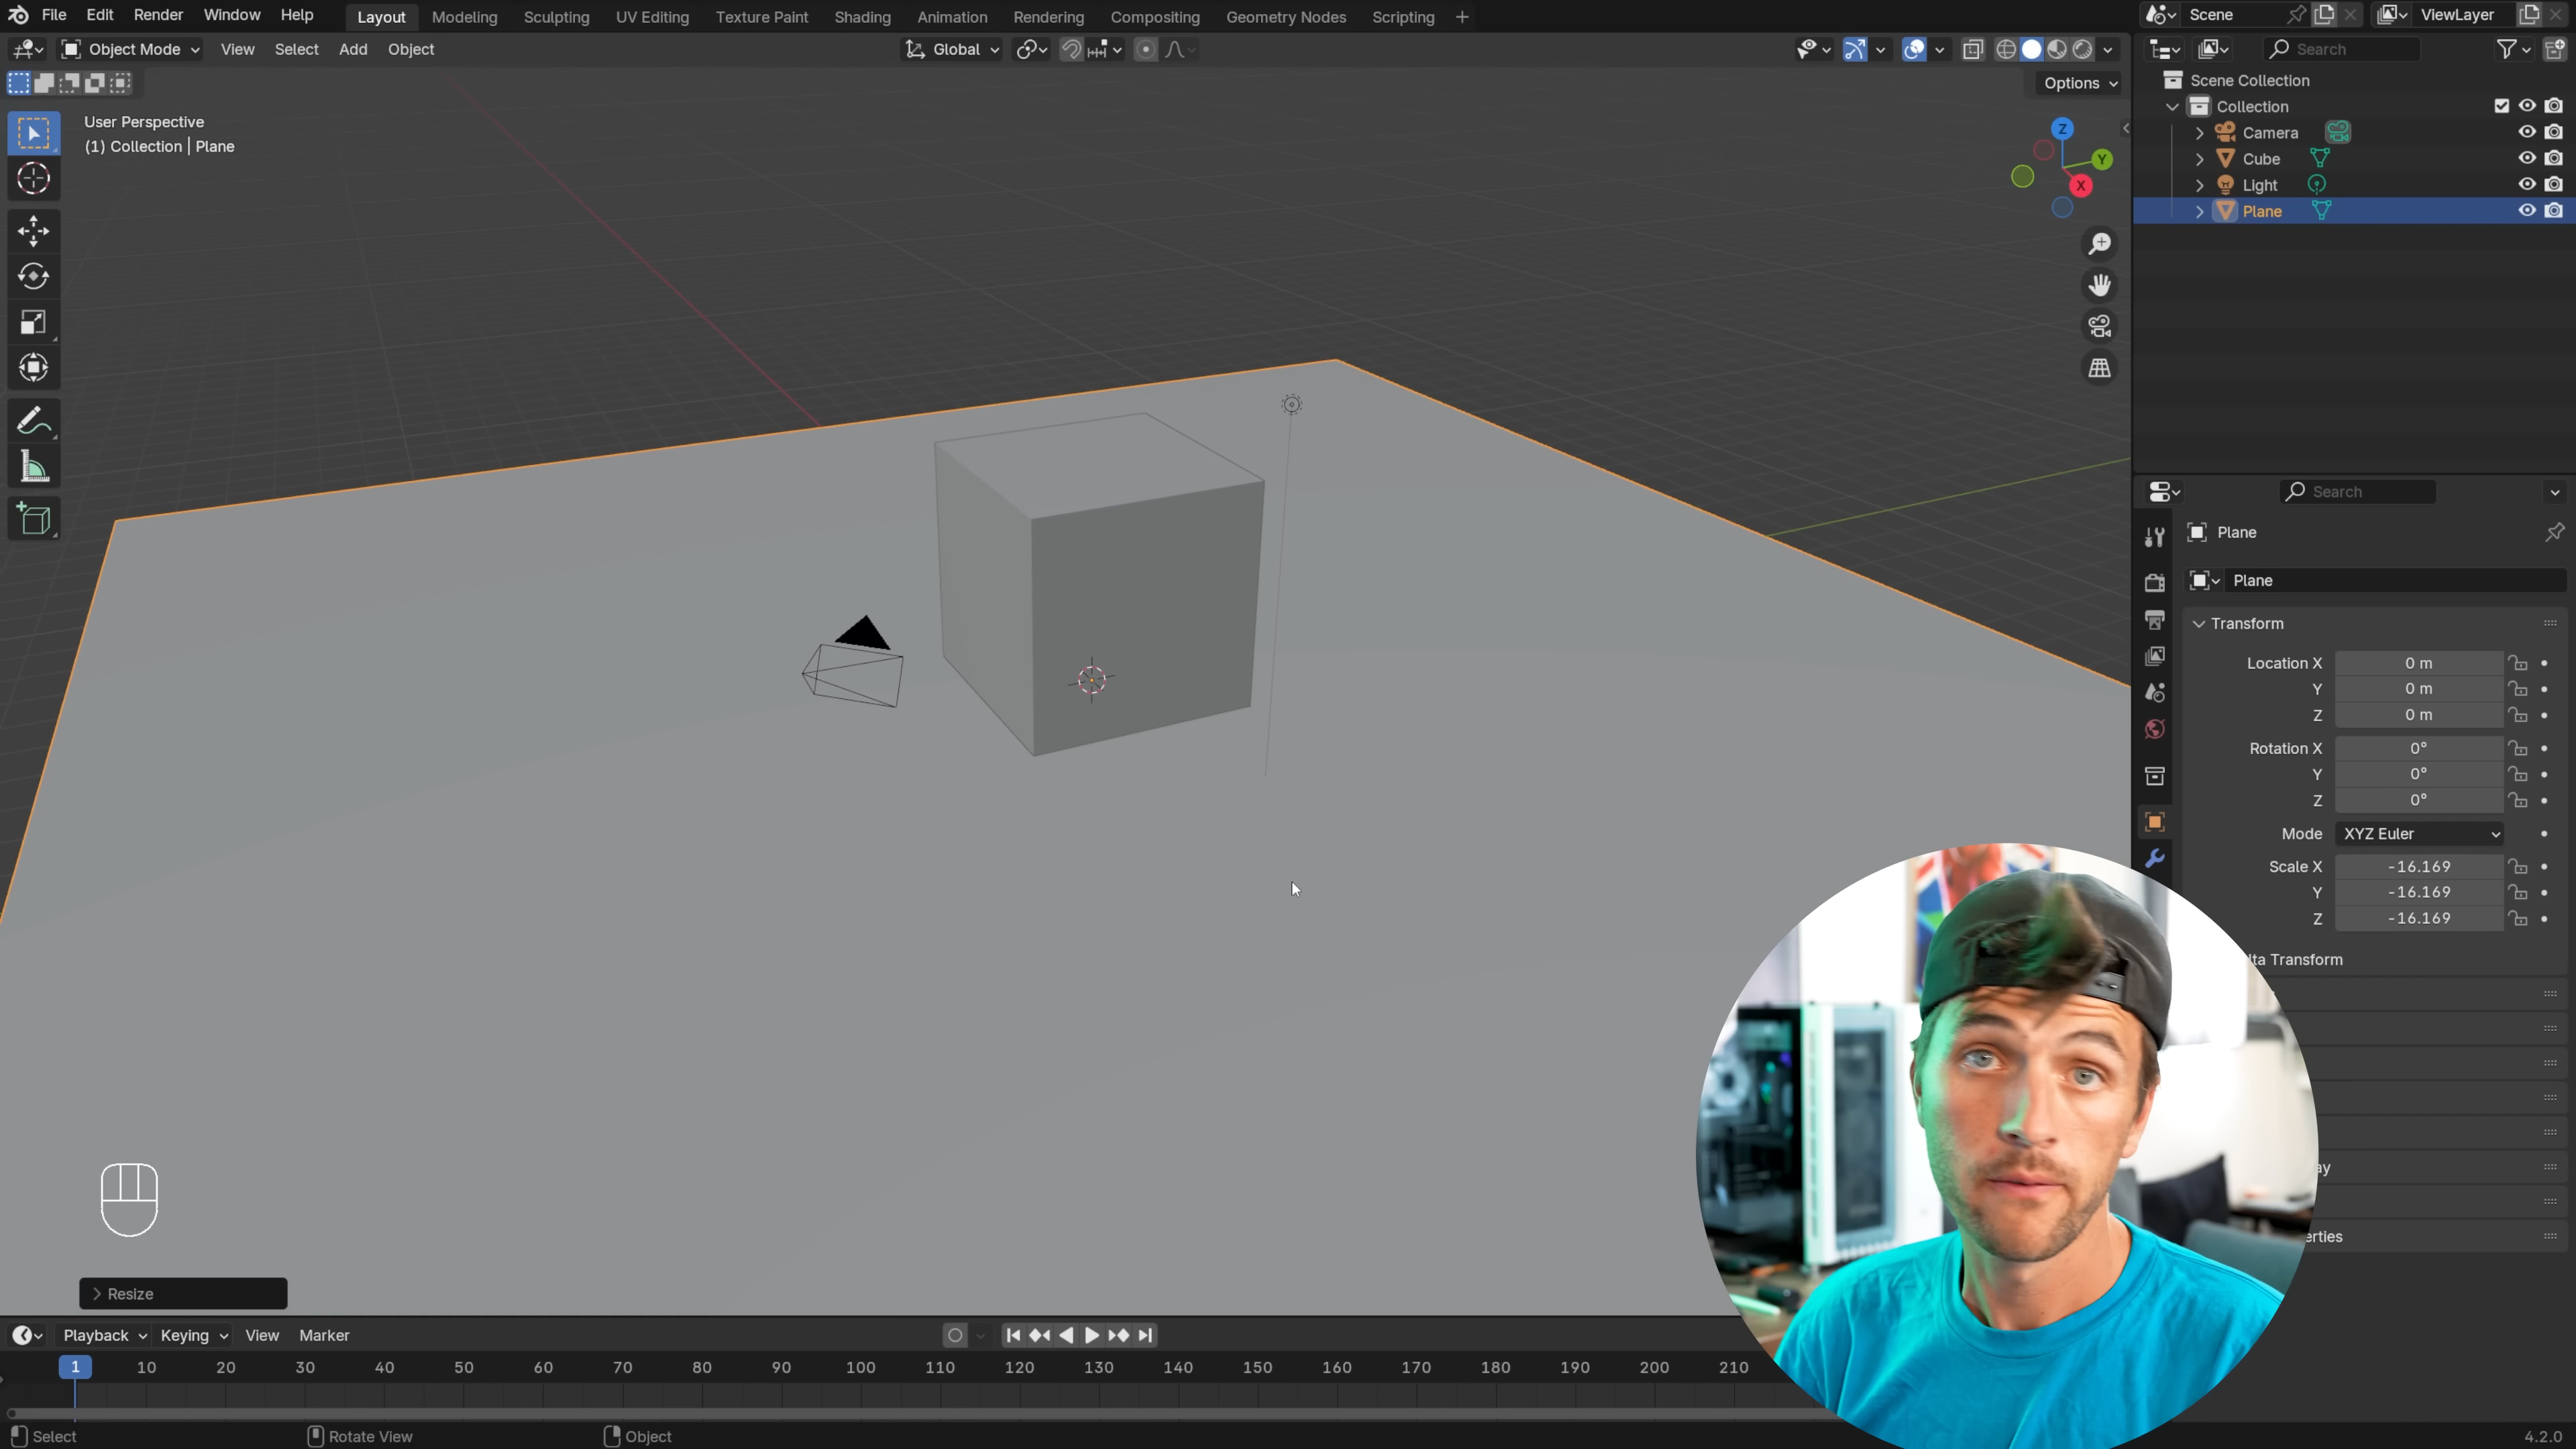 File Edit Render Window Help Layout Modeling Sculpting UV Editing Texture Paint Shading Animation Rendering Compositing Geometry Nodes Scripting + Scene ViewLayer
Object Mode View Select Add Object Global Search
Options
User Perspective
(1) Collection | Plane
Z
Y
X
Scene Collection
Collection
Camera
Cube
Light
Plane
Search
Plane
Plane
Transform
Location X 0 m
Y 0 m
Z 0 m
Rotation X 0°
Y 0°
Z 0°
Mode XYZ Euler
Scale X -16.169
Y -16.169
Z -16.169
lta Transform
ay
erties
Resize
Playback Keying View Marker
1 10 20 30 40 50 60 70 80 90 100 110 120 130 140 150 160 170 180 190 200 210
Select Rotate View Object 4.2.0